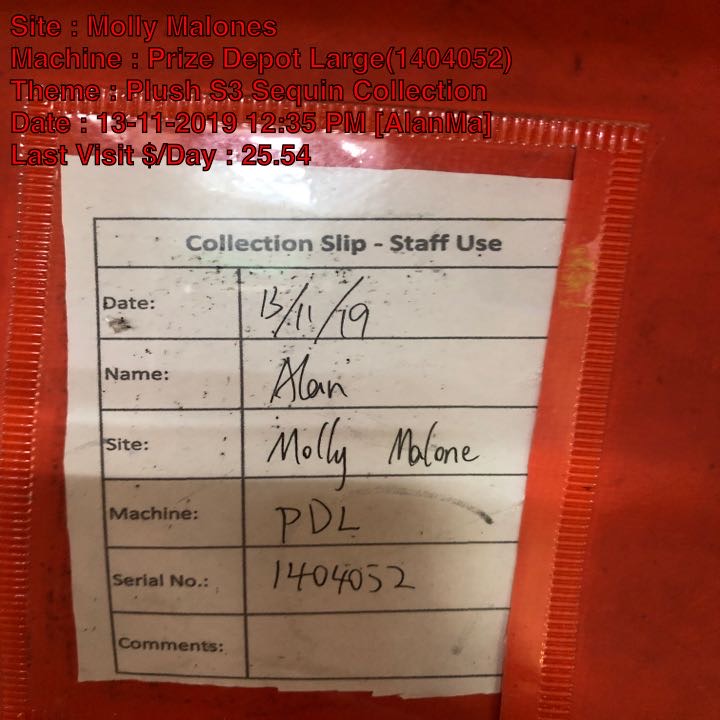 Site : Molly Malones
Machine : Prize Depot Large(1404052)
Theme : Plush S3 Sequin Collection
Date : 13-11-2019 12:35 PM [AlanMa]
Last Visit $/Day : 25.54
Collection Slip - Staff Use
Date: 13/11/19
Name: Alan
Site: Molly Malone
Machine: PDL
Serial No.: 1404052
Comments: